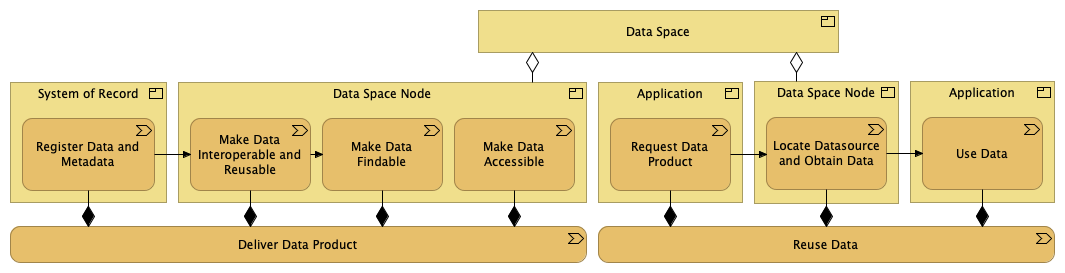 Data Space
System of Record
Data Space Node
Application
Data Space Node
Application
Register Data and
Metadata
Make Data
Interoperable and
Reusable
Make Data
Findable
Make Data
Accessible
Request Data
Product
Locate Datasource
and Obtain Data
Use Data
Deliver Data Product
Reuse Data